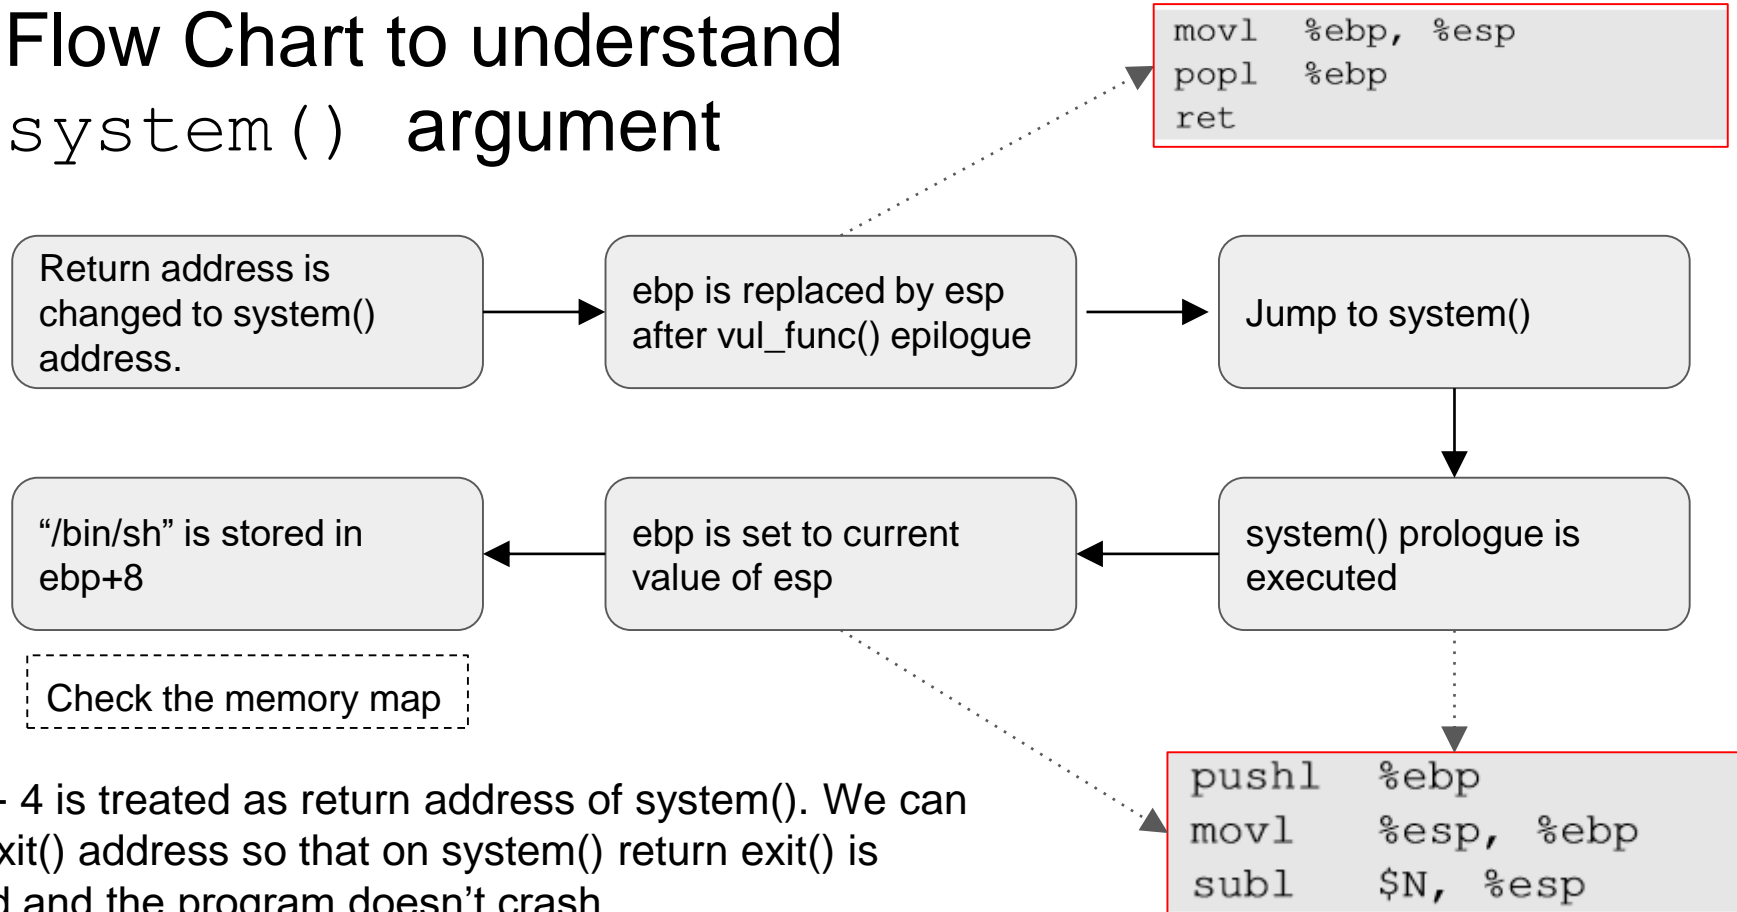 Flow Chart to understand
system() argument
movl %ebp, %esp
popl %ebp
ret
Return address is
changed to system()
address.
ebp is replaced by esp
after vul_func() epilogue
Jump to system()
“/bin/sh” is stored in
ebp+8
ebp is set to current
value of esp
system() prologue is
executed
Check the memory map
4 is treated as return address of system(). We can
xit() address so that on system() return exit() is
and the program doesn’t crash
pushl %ebp
movl %esp, %ebp
subl $N, %esp